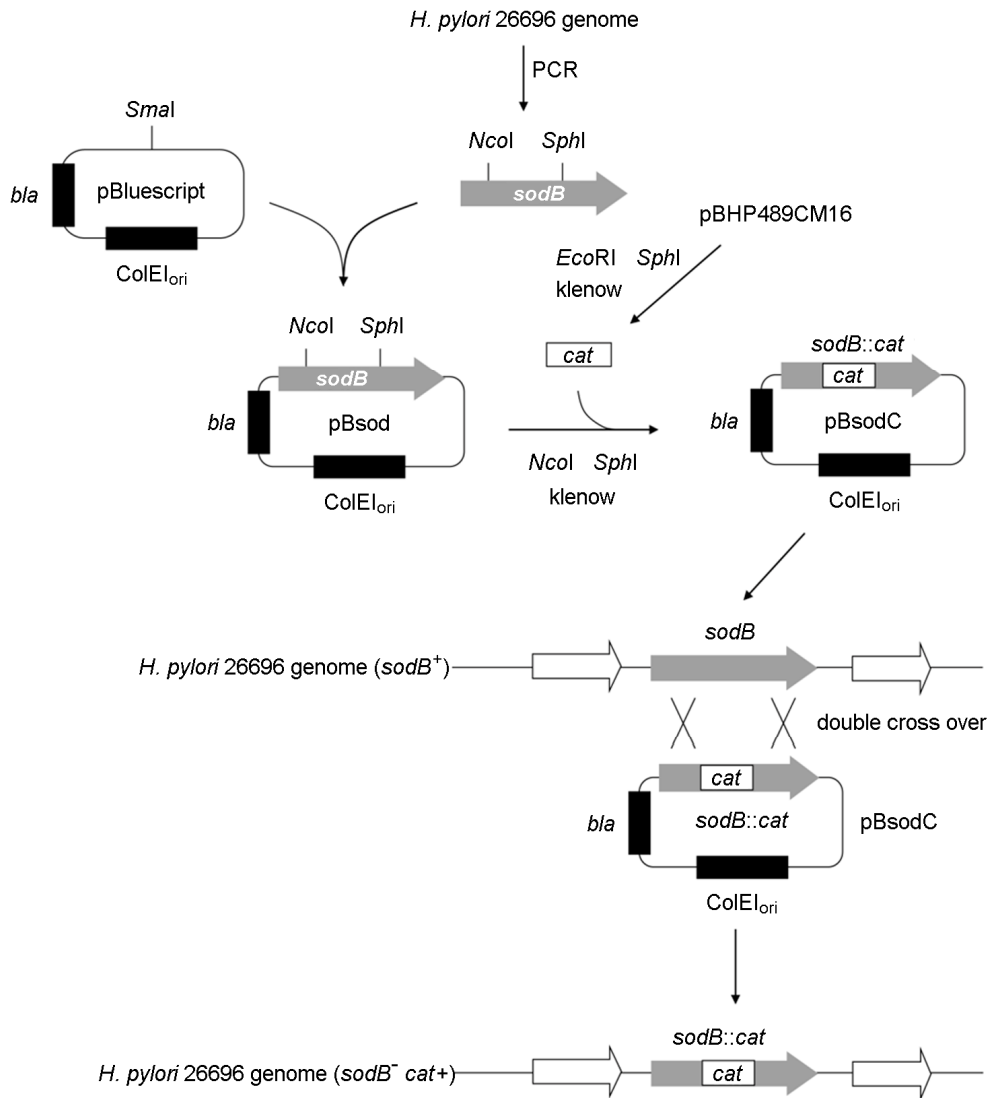 H. pylori 26696 genome
PCR
SmaI
bla
pBluescript
ColEIori
NcoI SphI
sodB
pBHP489CM16
EcoRI SphI
klenow
cat
NcoI SphI
sodB
bla
pBsod
ColEIori
NcoI SphI
klenow
sodB::cat
cat
bla
pBsodC
ColEIori
sodB
H. pylori 26696 genome (sodB+)
double cross over
cat
bla
sodB::cat
pBsodC
ColEIori
sodB::cat
H. pylori 26696 genome (sodB- cat+)
cat